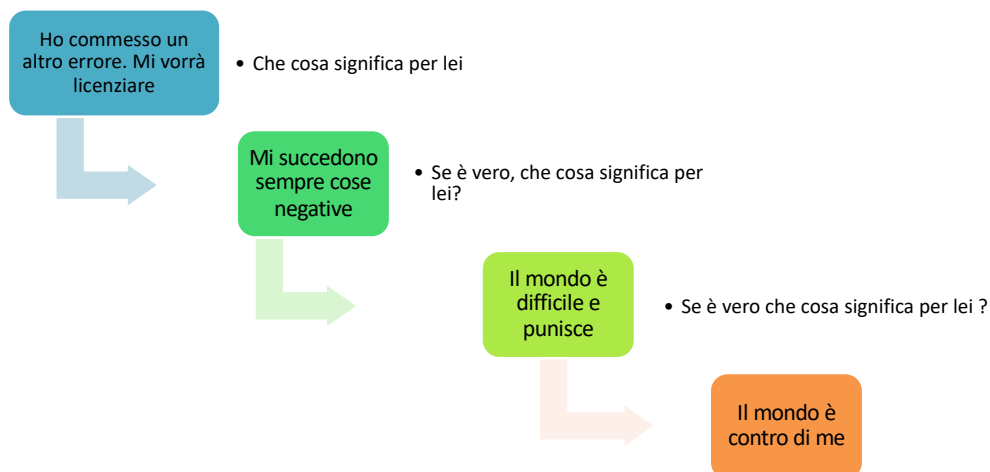 Ho commesso un
altro errore. Mi vorrà
licenziare
• Che cosa significa per lei
Mi succedono
sempre cose
negative
• Se è vero, che cosa significa per
lei?
Il mondo è
difficile e
punisce
• Se è vero che cosa significa per lei ?
Il mondo è
contro di me